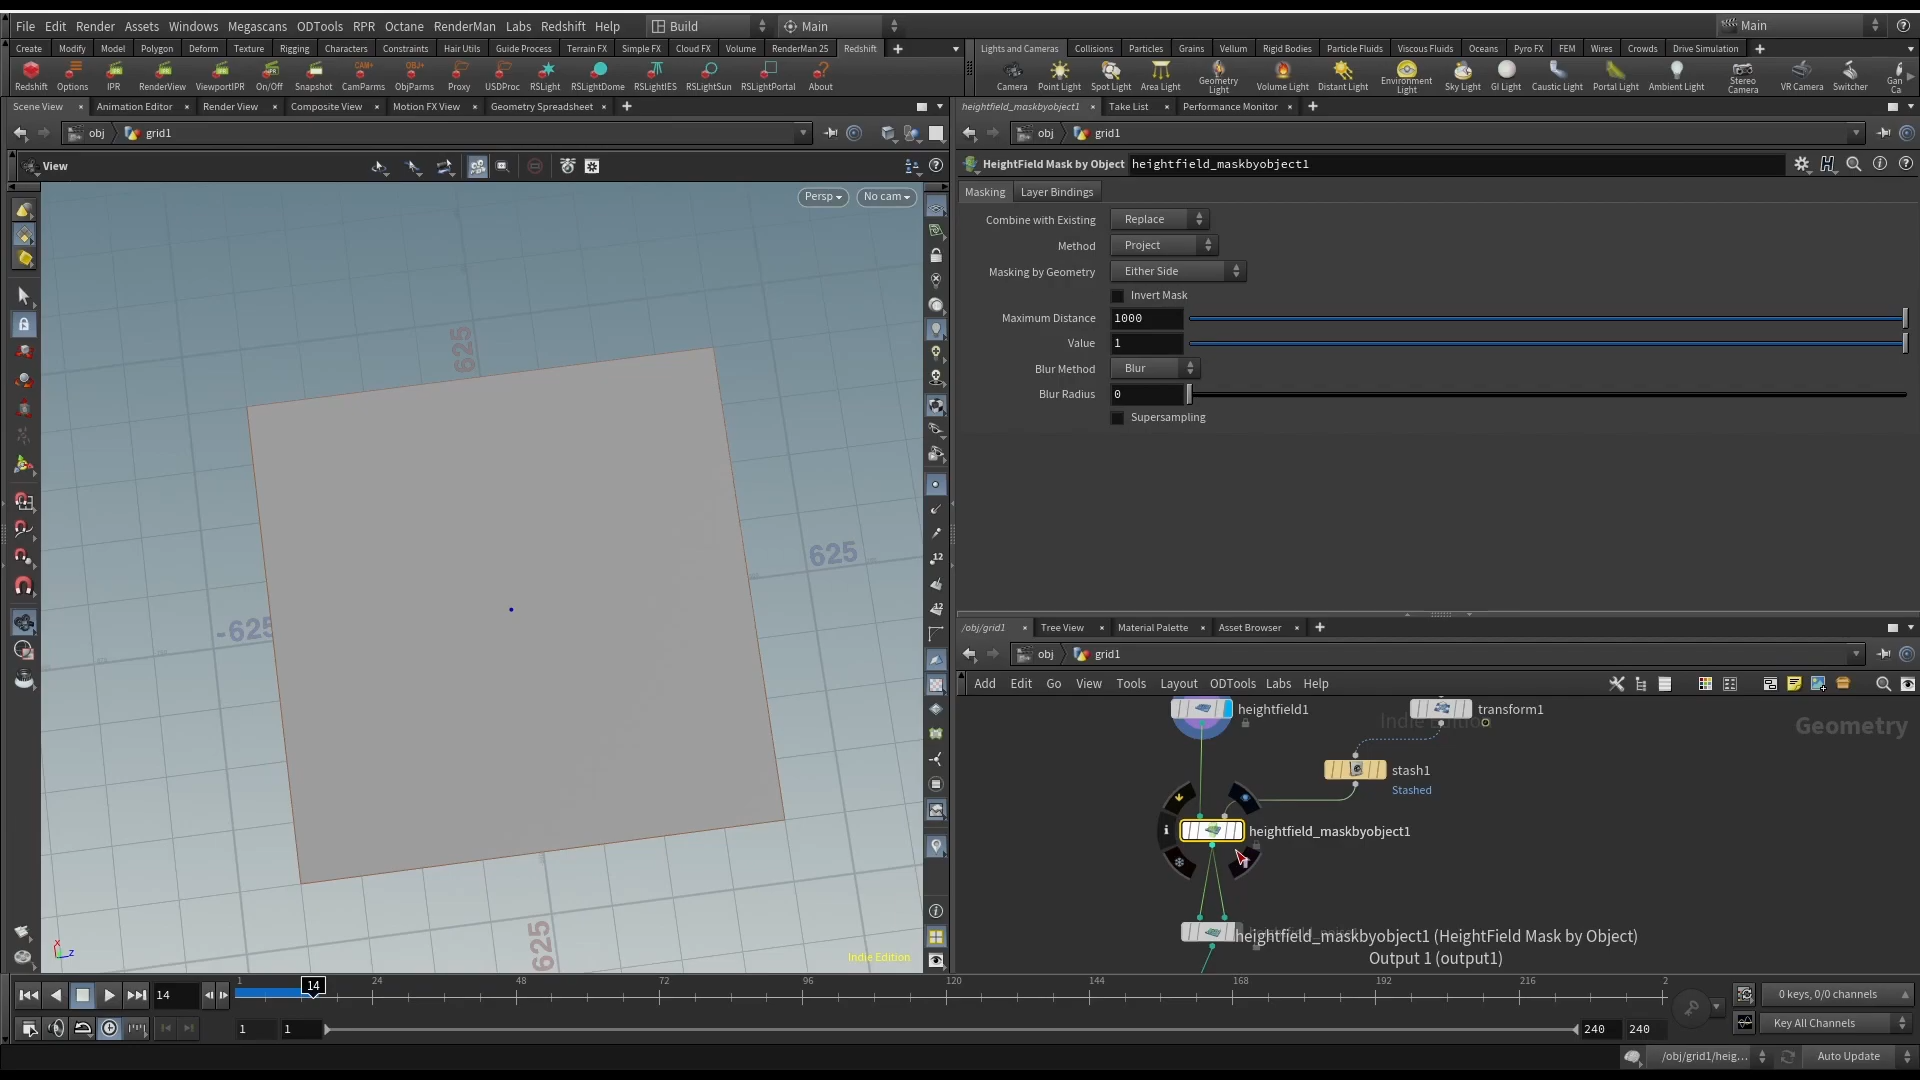 File Edit Render Assets Windows Megascans ODTools RPR Octane RenderMan Labs Redshift Help Build Main Main
Create Modify Model Polygon Deform Texture Rigging Characters Constraints Hair Utils Guide Process Terrain FX Simple FX Cloud FX Volume RenderMan 25 Redshift
Lights and Cameras Collisions Particles Grains Vellum Rigid Bodies Particle Fluids Viscous Fluids Oceans Pyro FX FEM Wires Crowds Drive Simulation
Redshift Options IPR RenderView ViewportIPR On/Off Snapshot CamParms ObjParms Proxy USDProc RSLight RSLightDome RSLightIES RSLightSun RSLightPortal About
Camera Point Light Spot Light Area Light Geometry Light Volume Light Distant Light Environment Light Sky Light GI Light Caustic Light Portal Light Ambient Light Stereo Camera VR Camera Switcher Gan Ca
Scene View Animation Editor Render View Composite View Motion FX View Geometry Spreadsheet
heightfield_maskbyobject1 Take List Performance Monitor
obj grid1
obj grid1
View
HeightField Mask by Object heightfield_maskbyobject1
Persp No cam
Masking Layer Bindings
Combine with Existing Replace
Method Project
Masking by Geometry Either Side
Invert Mask
Maximum Distance 1000
Value 1
Blur Method Blur
Blur Radius 0
Supersampling
625
625
-625
625
12
12
Indie Edition
/obj/grid1 Tree View Material Palette Asset Browser
obj grid1
Add Edit Go View Tools Layout ODTools Labs Help
heightfield1 transform1
Indie Edition
Geometry
stash1
Stashed
heightfield_maskbyobject1
heightfield_maskbyobject1 (HeightField Mask by Object)
Output 1 (output1)
x z
14
1 14 24 48 72 96 120 144 168 192 216 2
0 keys, 0/0 channels
1 1 240 240
Key All Channels
/obj/grid1/heig... Auto Update